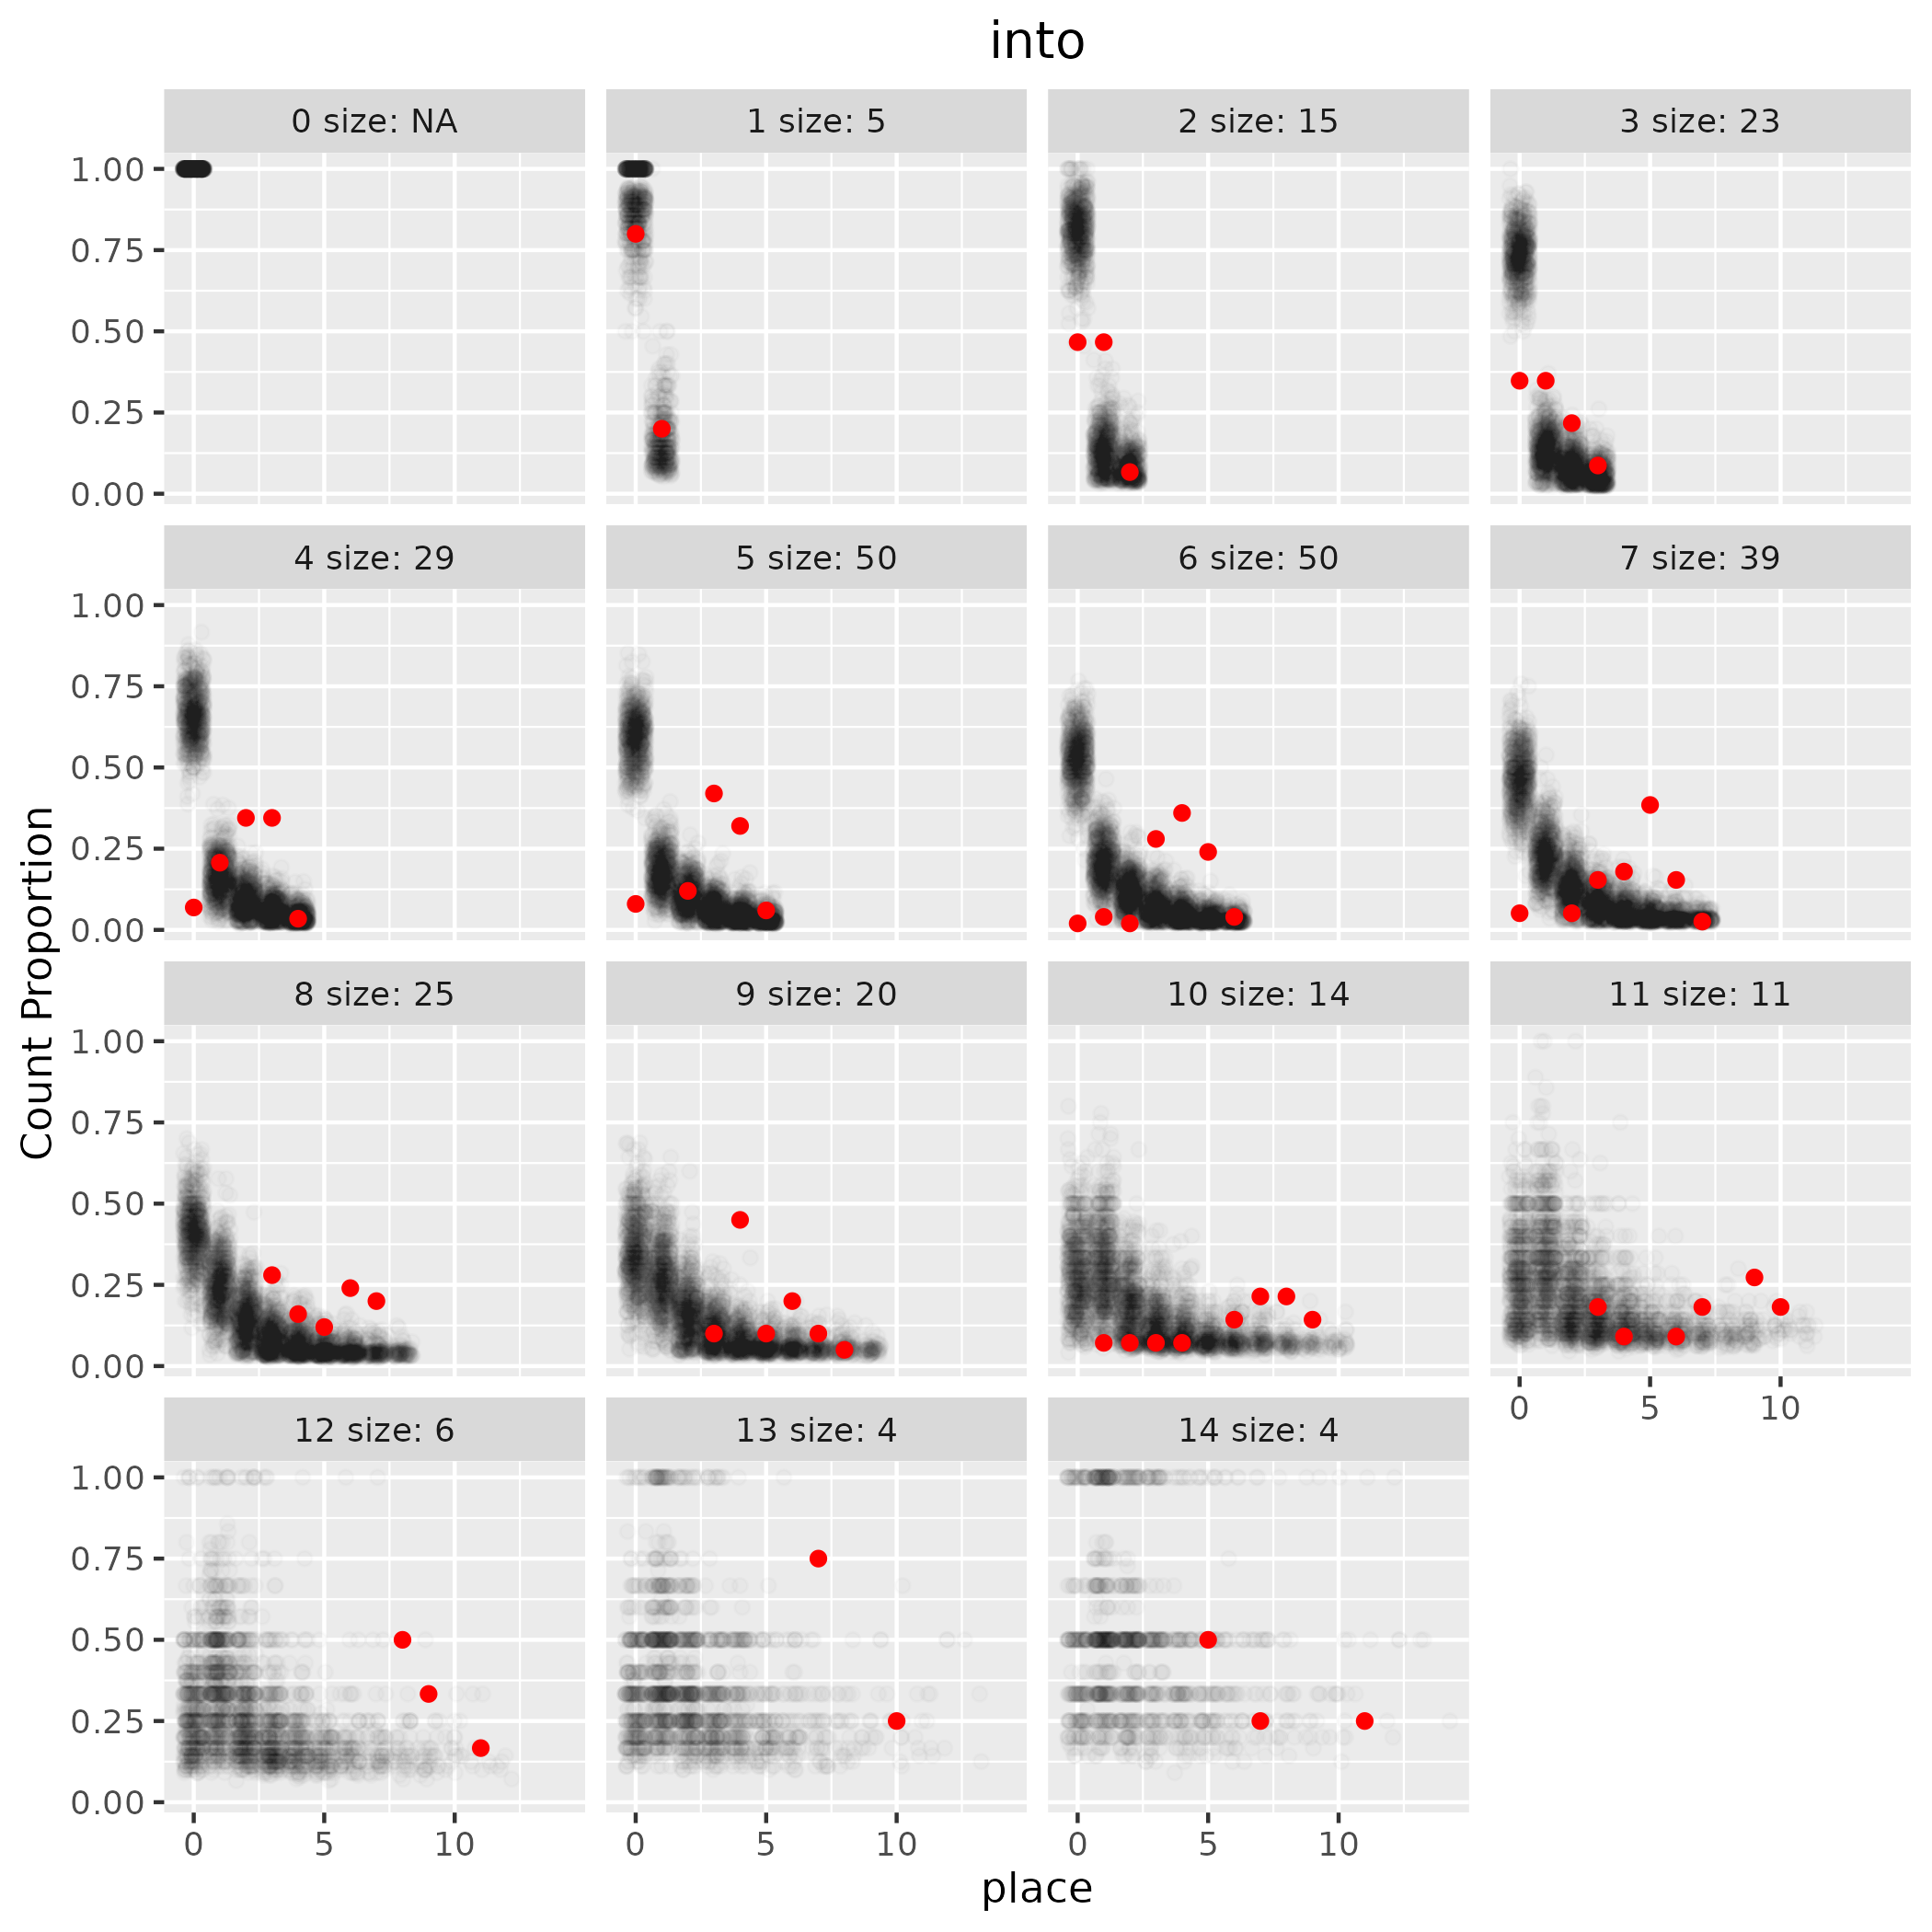 into
0 size: NA
1 size: 5
2 size: 15
3 size: 23
1.00
0.75
0.50
0.25
0.00
4 size: 29
5 size: 50
6 size: 50
7 size: 39
1.00
0.75
0.50
0.25
0.00
8 size: 25
9 size: 20
10 size: 14
11 size: 11
1.00
0.75
0.50
0.25
0.00
0 5 10
12 size: 6
13 size: 4
14 size: 4
1.00
0.75
0.50
0.25
0.00
0 5 10
0 5 10
0 5 10
Count Proportion
place